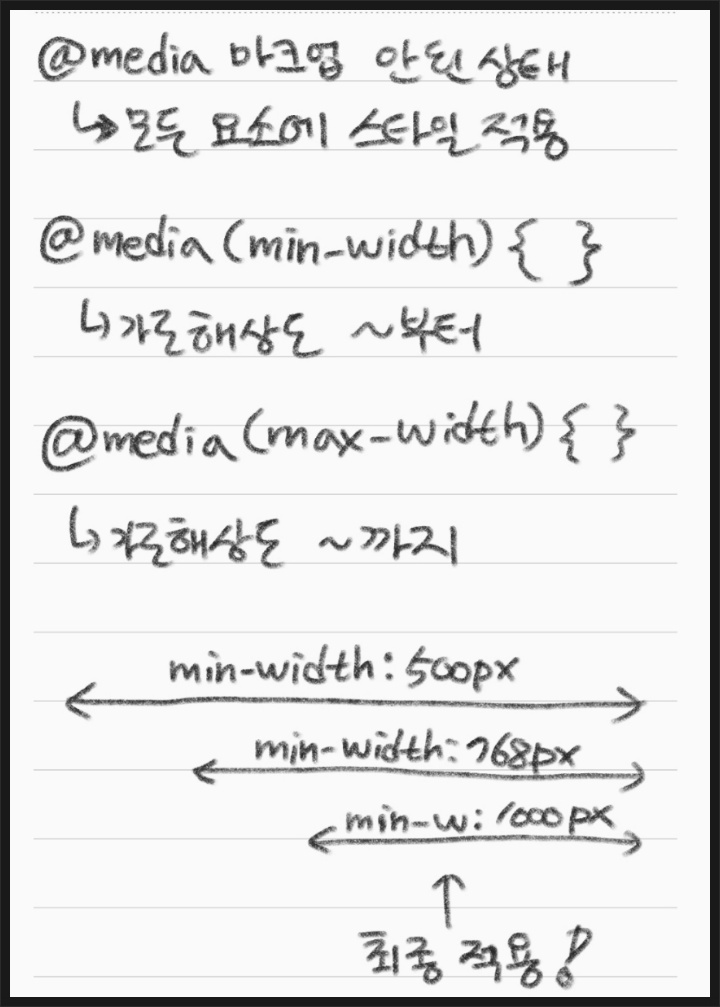 @media 마크업 안된 상태
↳ 모든 요소에 스타일 적용
@media (min-width) { }
↳ 가로해상도 ~부터
@media (max-width) { }
↳ 가로해상도 ~까지
min-width: 500px
min-width: 768px
min-w: 1000px
↑
최종 적용!